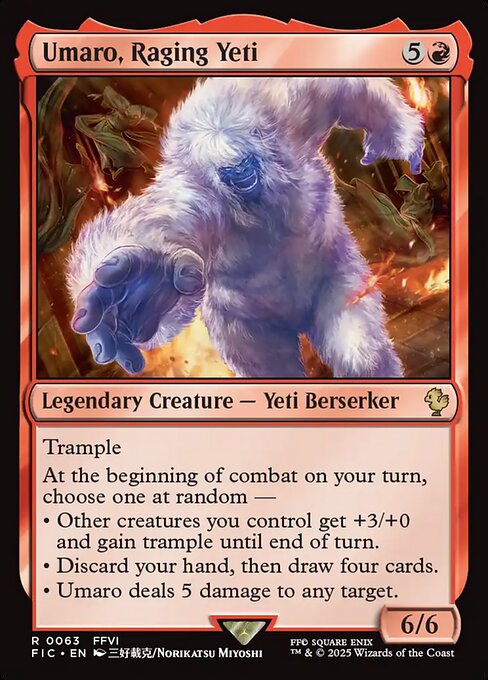 Umaro, Raging Yeti 5
Legendary Creature — Yeti Berserker
Trample
At the beginning of combat on your turn,
choose one at random —
• Other creatures you control get +3/+0
and gain trample until end of turn.
• Discard your hand, then draw four cards.
• Umaro deals 5 damage to any target.
6/6
R 0063 FFVI
FIC • EN 三好載克/Norikatsu Miyoshi
FF© SQUARE ENIX
™ & © 2025 Wizards of the Coast